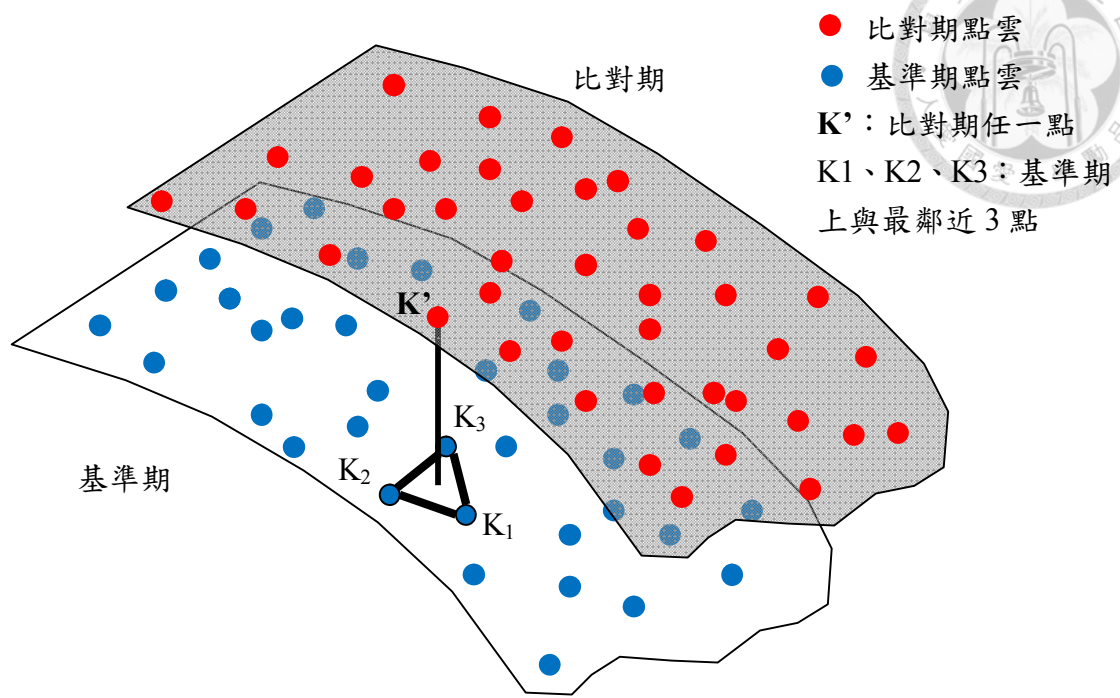 比對期點雲
基準期點雲
K’：比對期任一點
K1、K2、K3：基準期
上與最鄰近 3 點
比對期
K’
K3
K2
K1
基準期